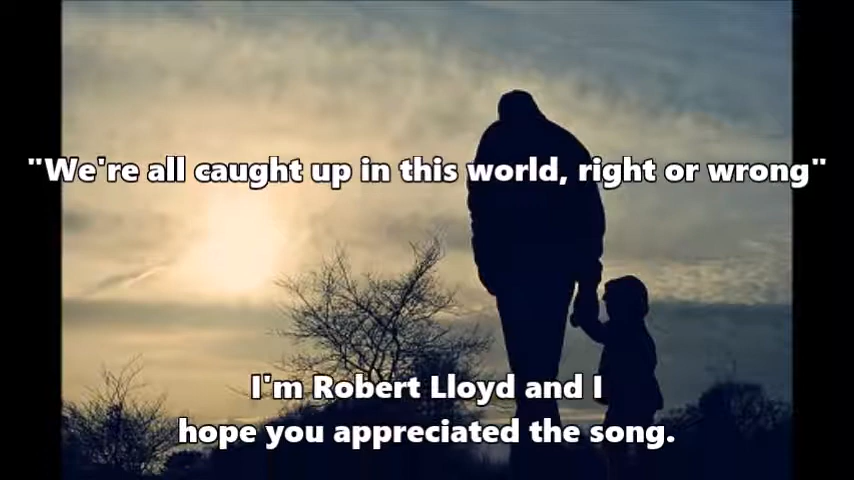 "We're all caught up in this world, right or wrong"
I'm Robert Lloyd and I
hope you appreciated the song.